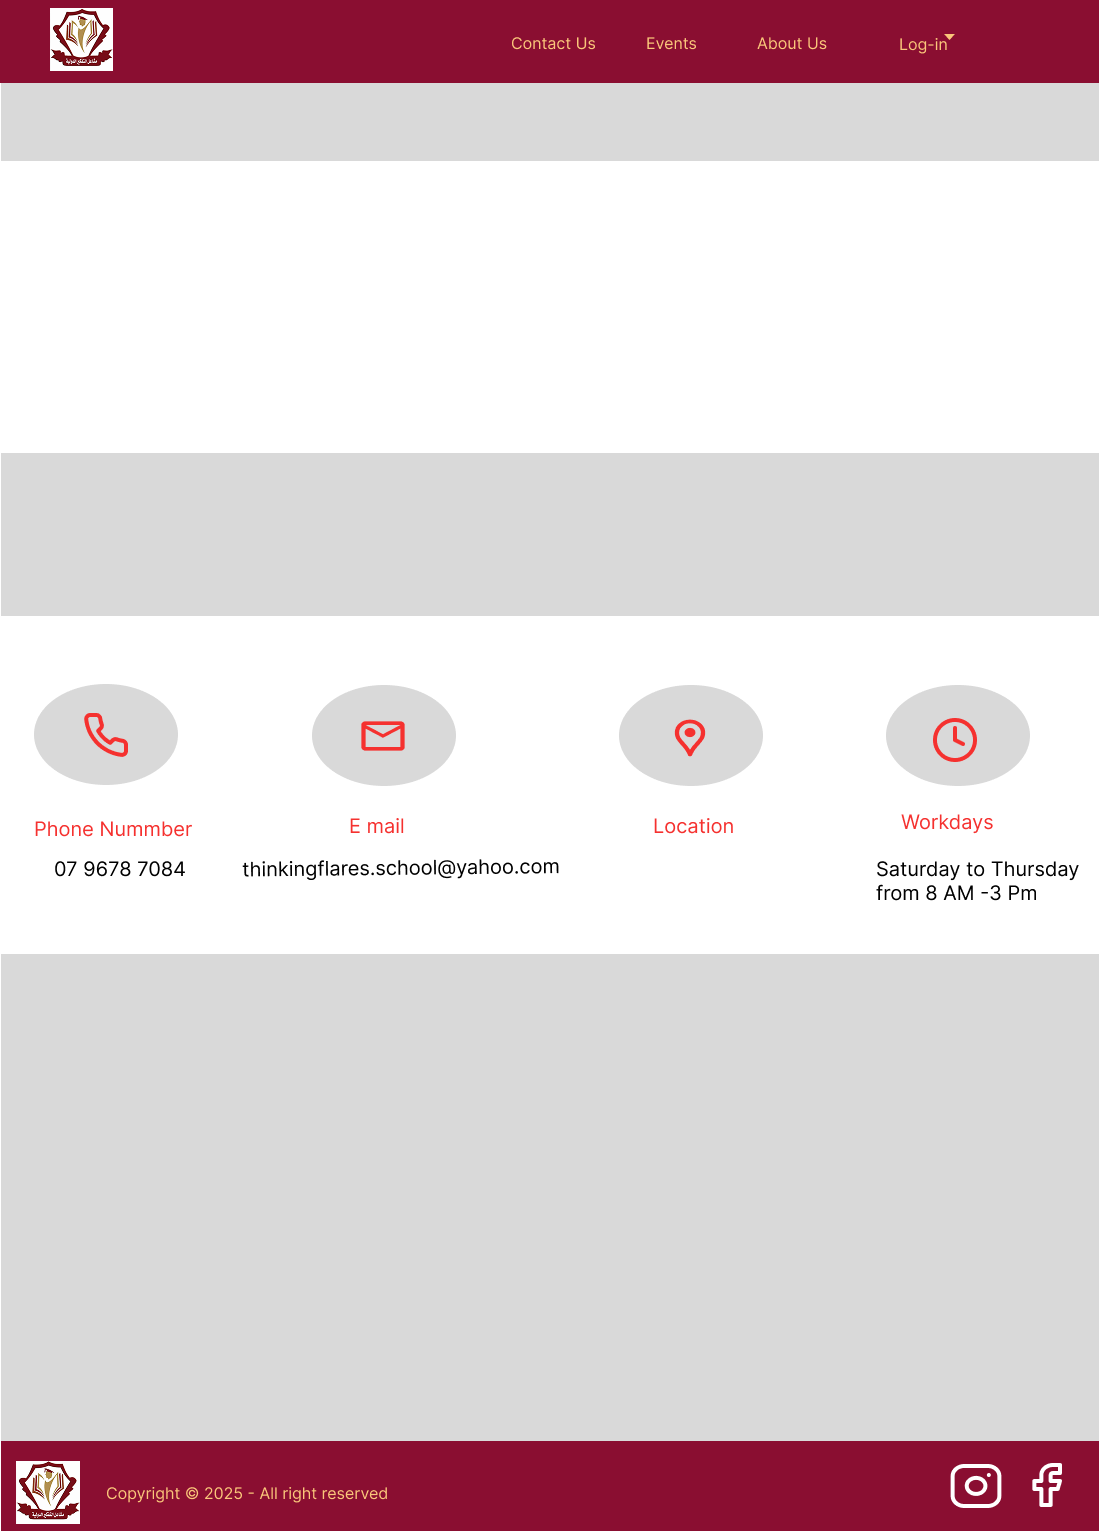 Contact Us
Events
About Us
Log-in
Phone Nummber
E mail
Location
Workdays
07 9678 7084
thinkingflares.school@yahoo.com
Saturday to Thursday
from 8 AM -3 Pm
Copyright © 2025 - All right reserved